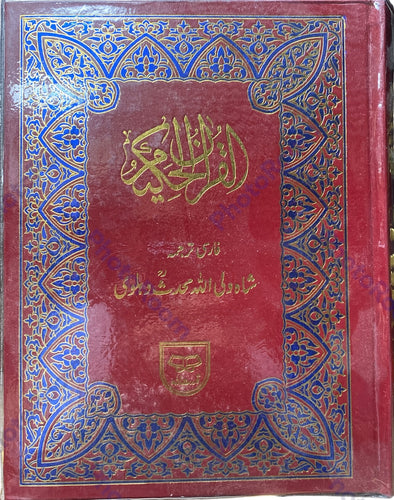 القرآن الحکیم
فارسی ترجمہ
شاہ ولی اللہ محدث دہلویؒ